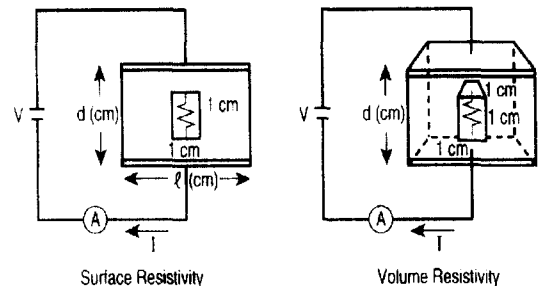 V
d (cm)
1 cm
1 cm
ℓ (cm)
A
I
Surface Resistivity
V
d (cm)
1 cm
1 cm
1 cm
A
I
Volume Resistivity